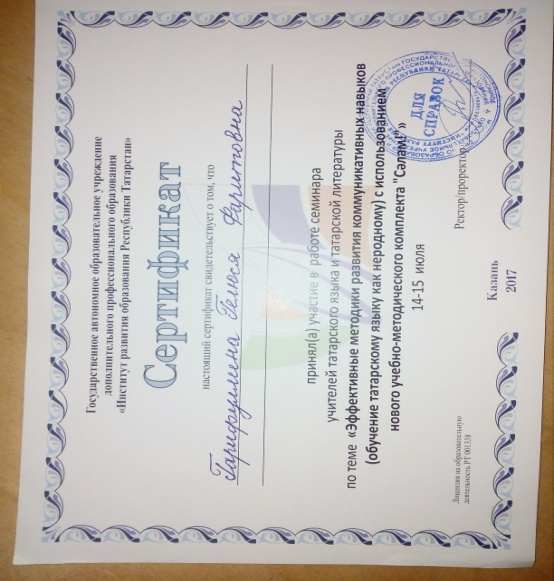 Государственное автономное образовательное учреждение
дополнительного профессионального образования
«Институт развития образования Республики Татарстан»
Сертификат
настоящий сертификат свидетельствует о том, что
Гарифуллина Гелюся Фаритовна
принял(а) участие в работе семинара
учителей татарского языка и татарской литературы
по теме «Эффективные методики развития коммуникативных навыков
(обучение татарскому языку как неродному) с использованием
нового учебно-методического комплекта "Сәлам!"»
14-15 июля
Ректор/проректор
ДЛЯ
СПРАВОК
Лицензия на образовательную
деятельность РТ 001338
Казань
2017